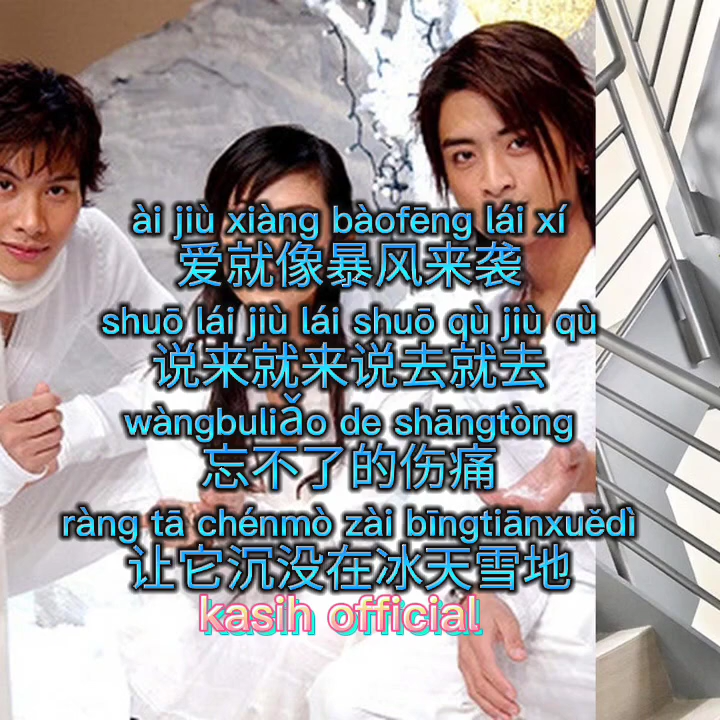 ài jiù xiàng bàofēng lái xí
爱就像暴风来袭
shuō lái jiù lái shuō qù jiù qù
说来就来说去就去
wàngbuliǎo de shāngtòng
忘不了的伤痛
ràng tā chénmò zài bīngtiānxuědì
让它沉没在冰天雪地
kasih official